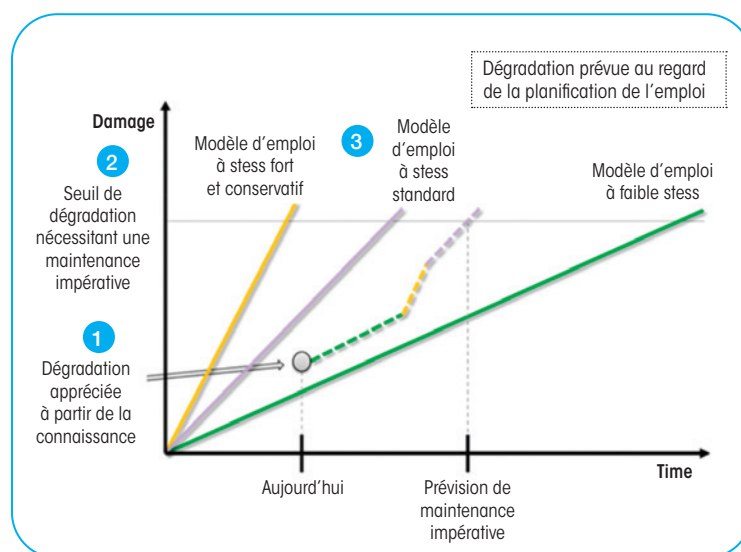 Dégradation prévue au regard
de la planification de l'emploi
Damage
2
Seuil de
dégradation
nécessitant une
maintenance
impérative
1
Dégradation
appréciée
à partir de la
connaissance
Modèle d'emploi
à stess fort
et conservatif
3
Modèle
d'emploi
à stess
standard
Modèle d'emploi
à faible stess
Time
Aujourd'hui
Prévision de
maintenance
impérative